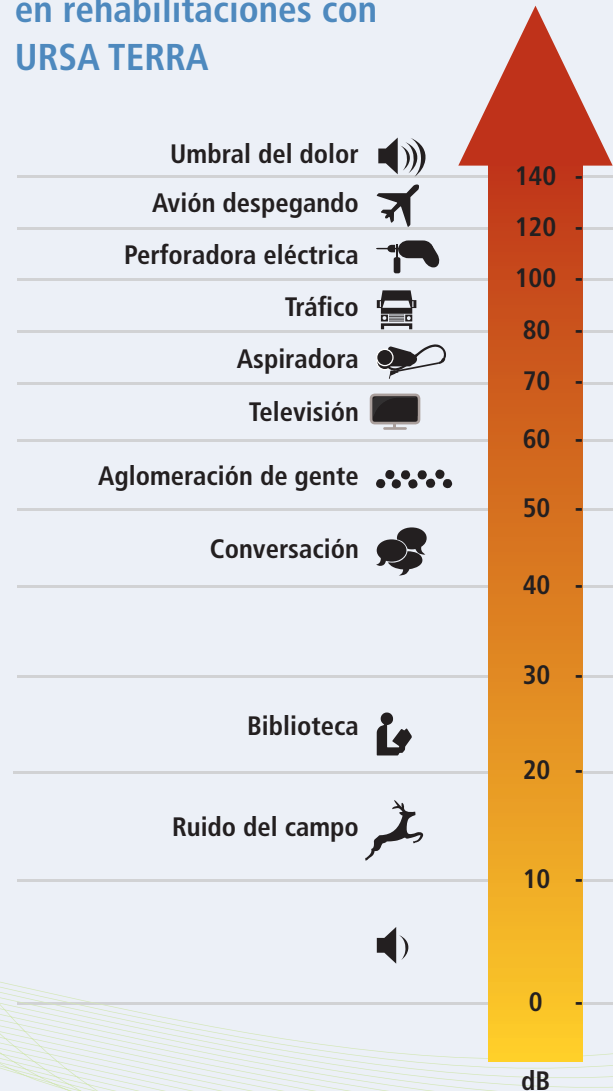 en rehabilitaciones con
URSA TERRA
Umbral del dolor
140
Avión despegando
120
Perforadora eléctrica
100
Tráfico
80
Aspiradora
70
Televisión
60
Aglomeración de gente
50
Conversación
40
30
Biblioteca
20
Ruido del campo
10
0
dB